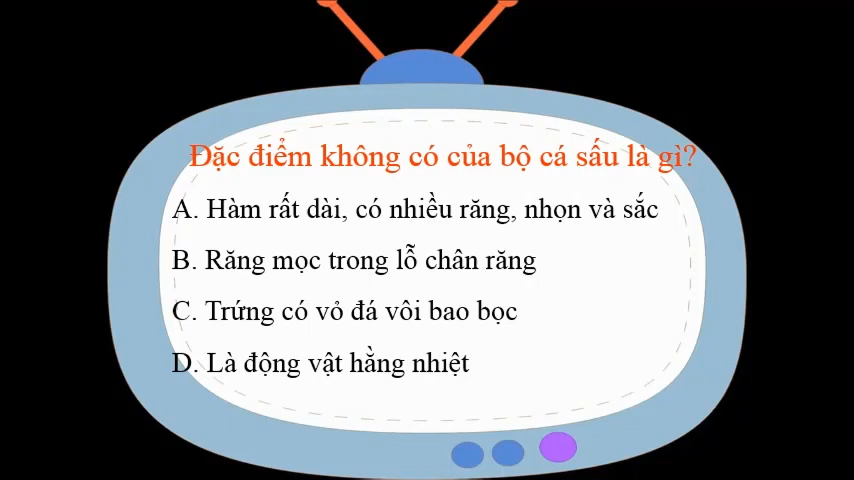 Đặc điểm không có của bộ cá sấu là gì?
A. Hàm rất dài, có nhiều răng, nhọn và sắc
B. Răng mọc trong lỗ chân răng
C. Trứng có vỏ đá vôi bao bọc
D. Là động vật hằng nhiệt